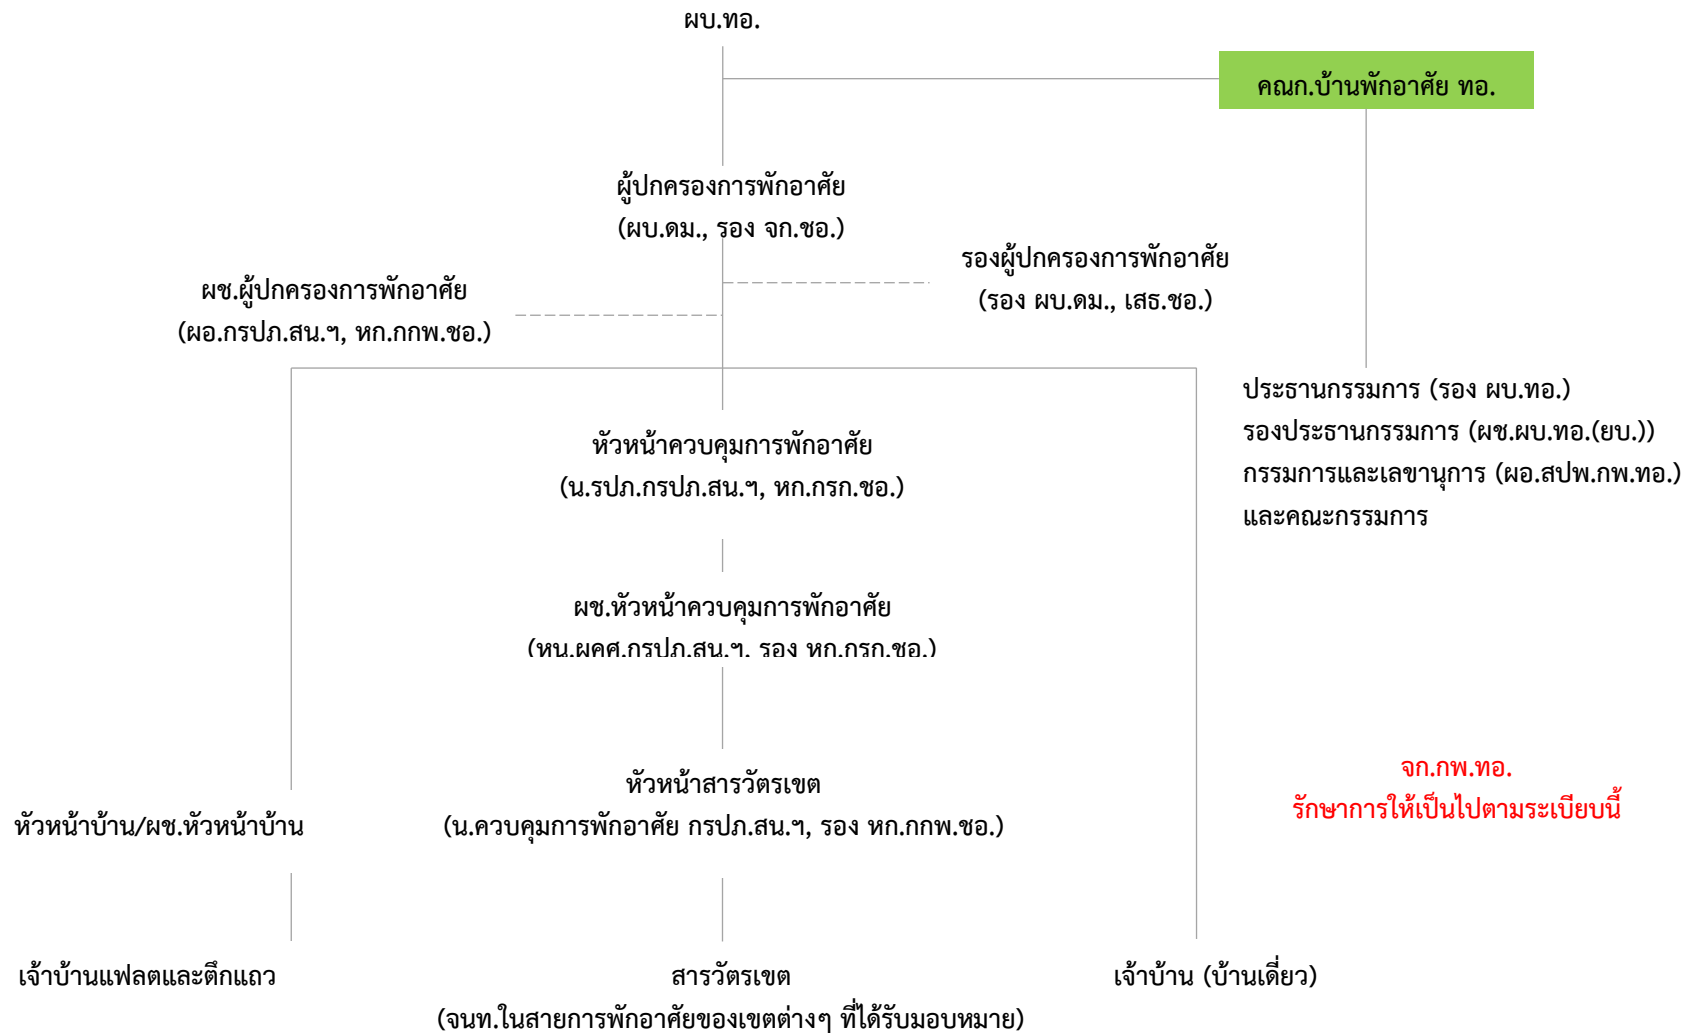 ผบ.ทอ.
คณก.บ้านพักอาศัย ทอ.
ผู้ปกครองการพักอาศัย
(ผบ.ดม., รอง จก.ชอ.)
รองผู้ปกครองการพักอาศัย
(รอง ผบ.ดม., เสธ.ชอ.)
ผช.ผู้ปกครองการพักอาศัย
(ผอ.กรปภ.สน.ฯ, หก.กกพ.ชอ.)
ประธานกรรมการ (รอง ผบ.ทอ.)
รองประธานกรรมการ (ผช.ผบ.ทอ.(ยบ.))
กรรมการและเลขานุการ (ผอ.สปพ.กพ.ทอ.)
และคณะกรรมการ
หัวหน้าควบคุมการพักอาศัย
(น.รปภ.กรปภ.สน.ฯ, หก.กรก.ชอ.)
ผช.หัวหน้าควบคุมการพักอาศัย
(หน.ผคศ.กรปภ.สน.ฯ, รอง หก.กรก.ชอ.)
หัวหน้าสารวัตรเขต
(น.ควบคุมการพักอาศัย กรปภ.สน.ฯ, รอง หก.กกพ.ชอ.)
หัวหน้าบ้าน/ผช.หัวหน้าบ้าน
จก.กพ.ทอ.
รักษาการให้เป็นไปตามระเบียบนี้
เจ้าบ้านแฟลตและตึกแถว
สารวัตรเขต
(จนท.ในสายการพักอาศัยของเขตต่างๆ ที่ได้รับมอบหมาย)
เจ้าบ้าน (บ้านเดี่ยว)